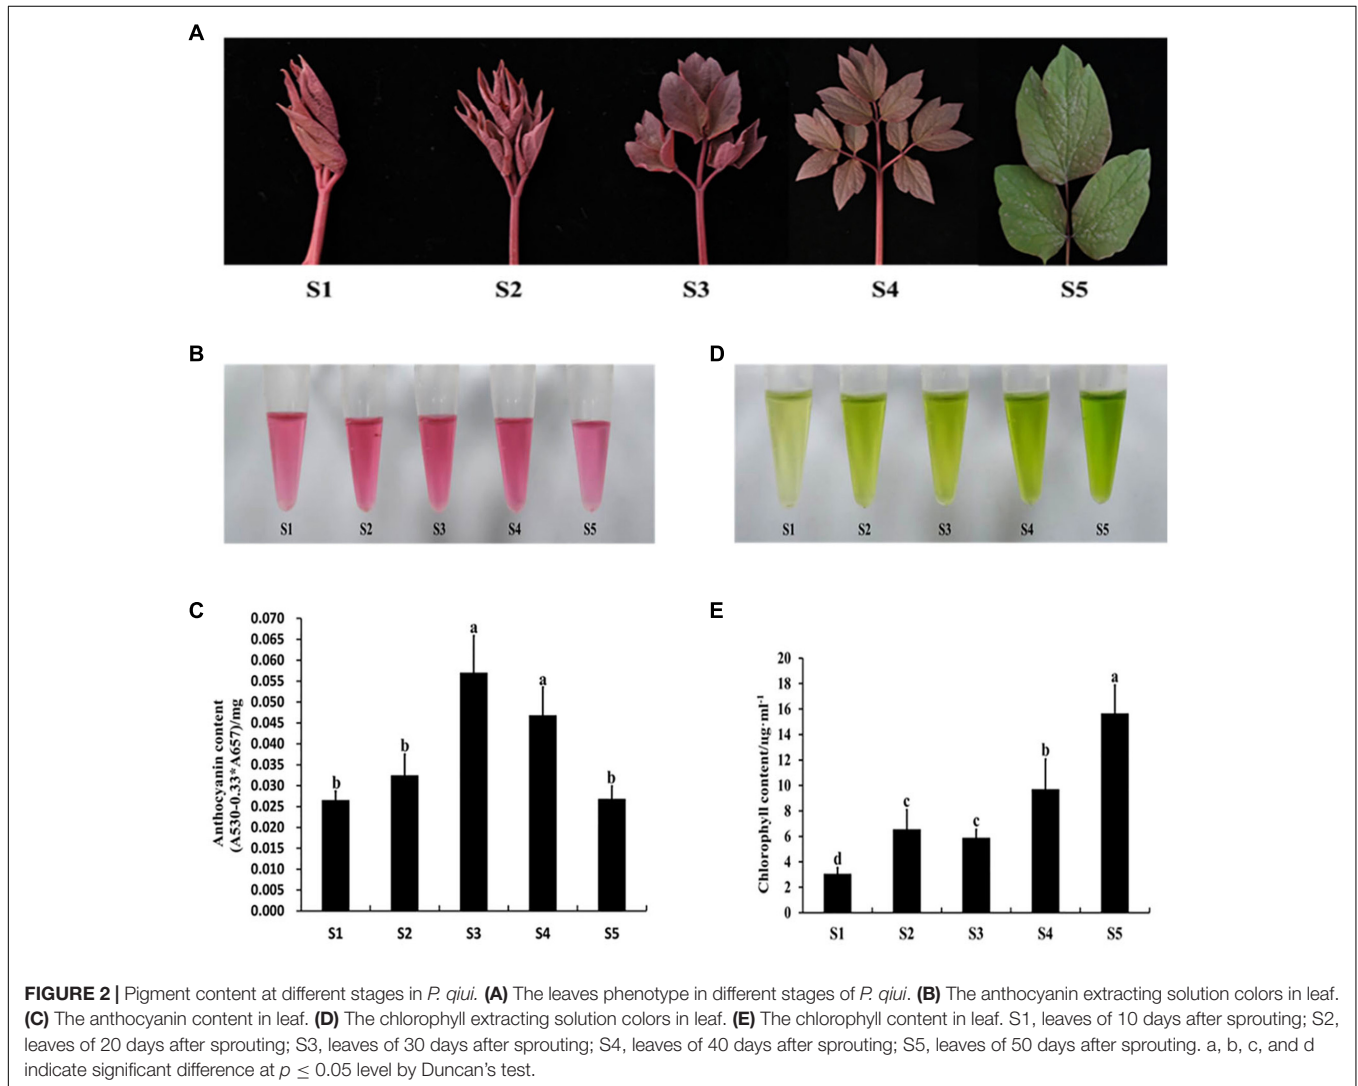 A
S1 S2 S3 S4 S5
B
S1 S2 S3 S4 S5
D
S1 S2 S3 S4 S5
C
Anthocyanin content
(A530-0.33*A657)/mg
0.070
0.065
0.060
0.055
0.050
0.045
0.040
0.035
0.030
0.025
0.020
0.015
0.010
0.005
0.000
b b a a b
S1 S2 S3 S4 S5
E
Chlorophyll content/ug·ml⁻¹
20
18
16
14
12
10
8
6
4
2
0
d c c b a
S1 S2 S3 S4 S5
FIGURE 2 | Pigment content at different stages in P. qiui. (A) The leaves phenotype in different stages of P. qiui. (B) The anthocyanin extracting solution colors in leaf.
(C) The anthocyanin content in leaf. (D) The chlorophyll extracting solution colors in leaf. (E) The chlorophyll content in leaf. S1, leaves of 10 days after sprouting; S2,
leaves of 20 days after sprouting; S3, leaves of 30 days after sprouting; S4, leaves of 40 days after sprouting; S5, leaves of 50 days after sprouting. a, b, c, and d
indicate significant difference at p ≤ 0.05 level by Duncan's test.